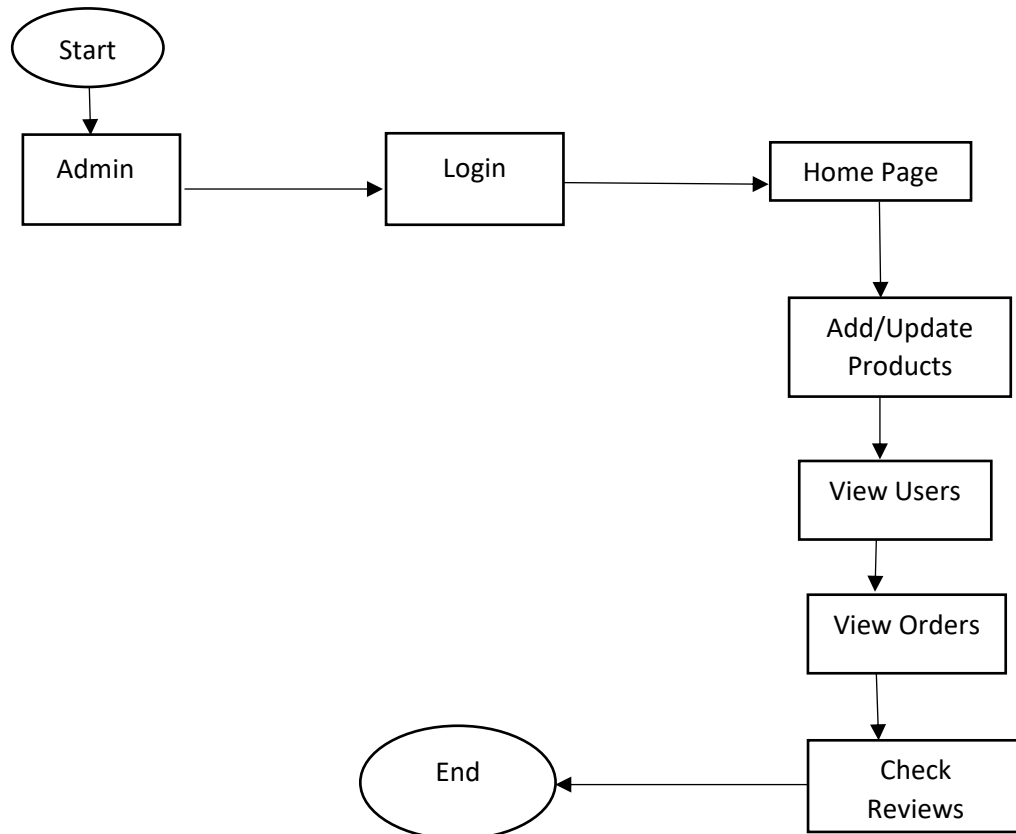 Start
Admin
Login
Home Page
Add/Update
Products
View Users
View Orders
Check
Reviews
End